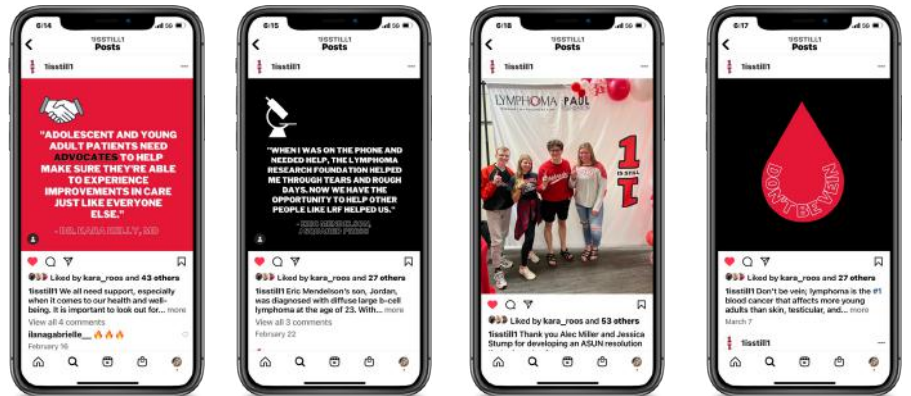 6:14
1ISSTILL1
Posts
1isstill1
"ADOLESCENT AND YOUNG
ADULT PATIENTS NEED
ADVOCATES TO HELP
MAKE SURE THEY'RE ABLE
TO EXPERIENCE
IMPROVEMENTS IN CARE
JUST LIKE EVERYONE
ELSE."
- DR. KARA KELLY, MD
Liked by kara_roos and 43 others
1isstill1 We all need support, especially
when it comes to our health and well-
being. It is important to look out for... more
View all 4 comments
ilanagabrielle__ 🔥🔥🔥
February 16
6:15
1ISSTILL1
Posts
1isstill1
"WHEN I WAS ON THE PHONE AND
NEEDED HELP, THE LYMPHOMA
RESEARCH FOUNDATION HELPED
ME THROUGH TEARS AND ROUGH
DAYS. NOW WE HAVE THE
OPPORTUNITY TO HELP OTHER
PEOPLE LIKE LRF HELPED US."
- ERIC MENDELSON,
J-SQUARED PRESS
Liked by kara_roos and 27 others
1isstill1 Eric Mendelson's son, Jordan,
was diagnosed with diffuse large b-cell
lymphoma at the age of 23. With... more
View all 3 comments
February 22
6:18
1ISSTILL1
Posts
1isstill1
LYMPHOMA
PAUL
1
IS STILL
1
Liked by kara_roos and 53 others
1isstill1 Thank you Alec Miller and Jessica
Stump for developing an ASUN resolution
6:17
1ISSTILL1
Posts
1isstill1
DON'T BE VEIN
Liked by kara_roos and 27 others
1isstill1 Don't be vein; lymphoma is the #1
blood cancer that affects more young
adults than skin, testicular, and... more
March 7
1isstill1